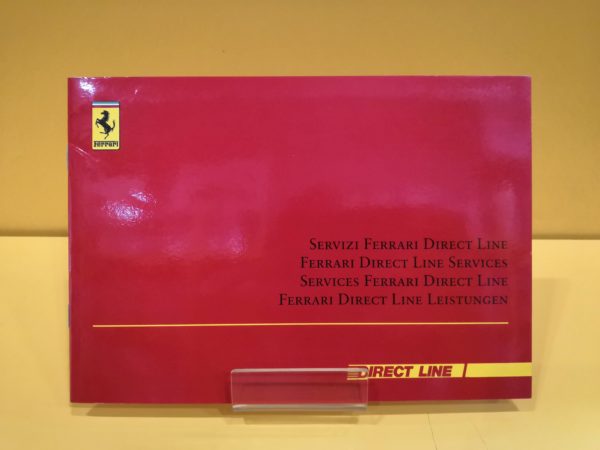 Ferrari
SERVIZI FERRARI DIRECT LINE
FERRARI DIRECT LINE SERVICES
SERVICES FERRARI DIRECT LINE
FERRARI DIRECT LINE LEISTUNGEN
DIRECT LINE